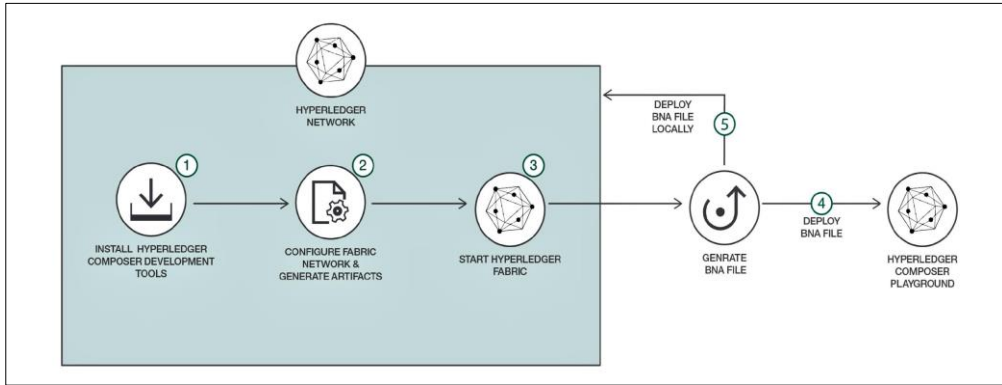 HYPERLEDGER
NETWORK
DEPLOY
BNA FILE
LOCALLY
5
1
2
3
4
INSTALL HYPERLEDGER
COMPOSER DEVELOPMENT
TOOLS
CONFIGURE FABRIC
NETWORK &
GENERATE ARTIFACTS
START HYPERLEDGER
FABRIC
GENRATE
BNA FILE
DEPLOY
BNA FILE
HYPERLEDGER
COMPOSER
PLAYGROUND